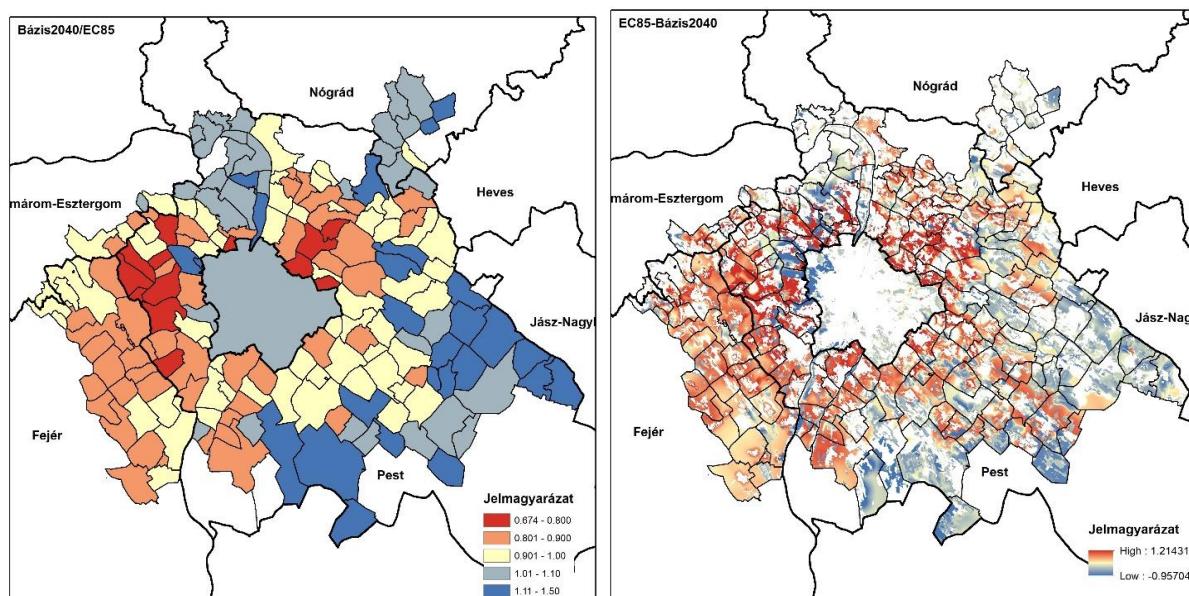 Bázis2040/EC85
Nógrád
márom-Esztergom
Heves
Jász-Nagyl
Fejér
Pest
Jelmagyarázat
0.674 - 0.800
0.801 - 0.900
0.901 - 1.00
1.01 - 1.10
1.11 - 1.50
EC85-Bázis2040
Nógrád
márom-Esztergom
Heves
Jász-Nag
Fejér
Pest
Jelmagyarázat
High : 1.21431
Low : -0.95704